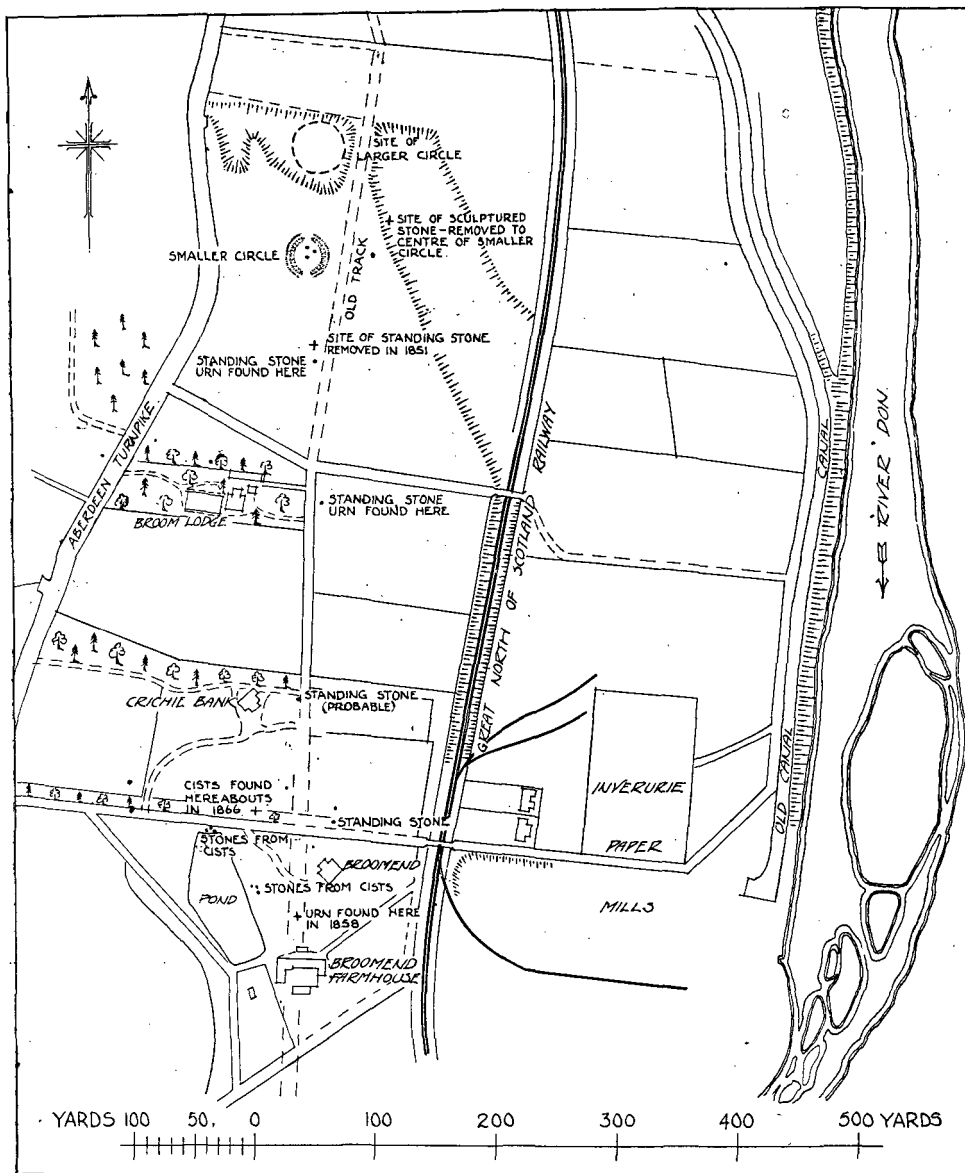 SITE OF
LARGER CIRCLE
SITE OF SCULPTURED
STONE-REMOVED TO
CENTRE OF SMALLER
CIRCLE.
SMALLER CIRCLE
OLD TRACK
SITE OF STANDING STONE
REMOVED IN 1851
STANDING STONE
URN FOUND HERE
ABERDEEN TURNPIKE
RAILWAY
CANAL
RIVER DON.
STANDING STONE
URN FOUND HERE
BROOM LODGE
GREAT NORTH OF SCOTLAND
STANDING STONE
(PROBABLE)
CRICHIL BANK
CISTS FOUND
HEREABOUTS
IN 1866
STANDING STONE
STONES FROM
CISTS
INVERURIE
PAPER
MILLS
OLD CANAL
BROOMEND
STONES FROM CISTS
POND
URN FOUND HERE
IN 1858
BROOMEND
FARMHOUSE
YARDS 100 50, 0 100 200 300 400 500 YARDS